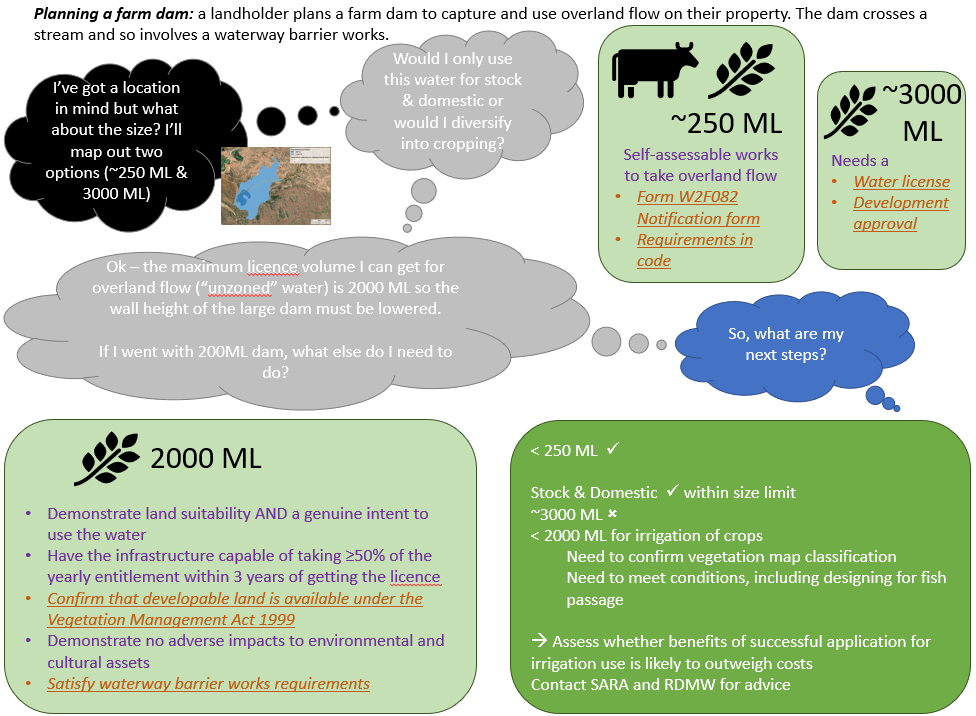 Planning a farm dam: a landholder plans a farm dam to capture and use overland flow on their property. The dam crosses a
stream and so involves a waterway barrier works.
I've got a location
in mind but what
about the size? I'll
map out two
options (~250 ML &
3000 ML)
Would I only use
this water for stock
& domestic or
would I diversify
into cropping?
~250 ML
Self-assessable works
to take overland flow
• Form W2F082
Notification form
• Requirements in
code
~3000
ML
Needs a
• Water license
• Development
approval
Ok – the maximum licence volume I can get for
overland flow ("unzoned" water) is 2000 ML so the
wall height of the large dam must be lowered.
If I went with 200ML dam, what else do I need to
do?
So, what are my
next steps?
2000 ML
• Demonstrate land suitability AND a genuine intent to
use the water
• Have the infrastructure capable of taking ≥50% of the
yearly entitlement within 3 years of getting the licence
• Confirm that developable land is available under the
Vegetation Management Act 1999
• Demonstrate no adverse impacts to environmental and
cultural assets
• Satisfy waterway barrier works requirements
< 250 ML ✓
Stock & Domestic ✓ within size limit
~3000 ML ✖
< 2000 ML for irrigation of crops
Need to confirm vegetation map classification
Need to meet conditions, including designing for fish
passage
→ Assess whether benefits of successful application for
irrigation use is likely to outweigh costs
Contact SARA and RDMW for advice